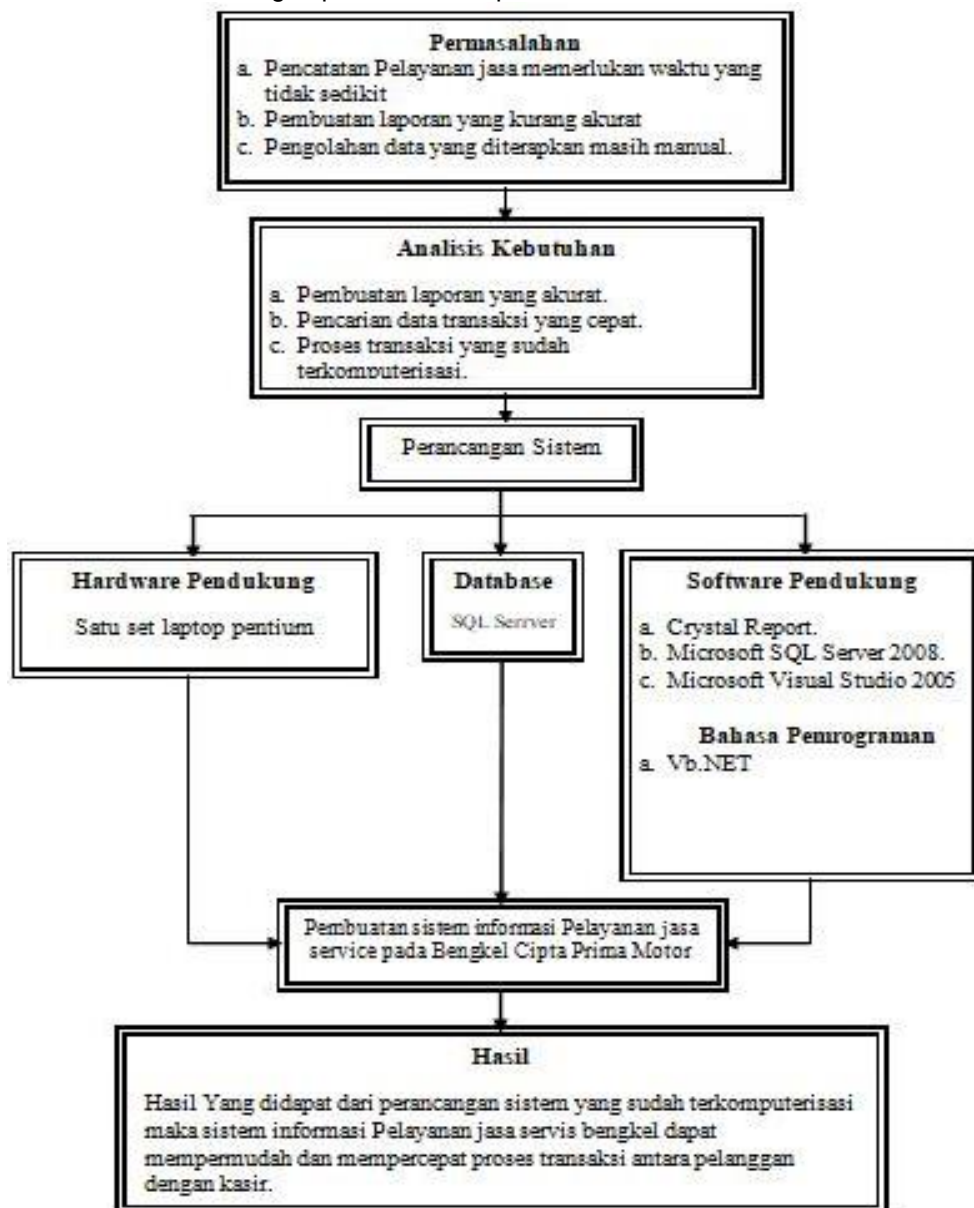 Permasalahan
a. Pencatatan Pelayanan jasa memerlukan waktu yang
tidak sedikit
b. Pembuatan laporan yang kurang akurat
c. Pengolahan data yang diterapkan masih manual.
Analisis Kebutuhan
a. Pembuatan laporan yang akurat.
b. Pencarian data transaksi yang cepat.
c. Proses transaksi yang sudah
terkomputerisasi.
Perancangan Sistem
Hardware Pendukung
Satu set laptop pentium
Database
SQL Serrver
Software Pendukung
a. Crystal Report.
b. Microsoft SQL Server 2008.
c. Microsoft Visual Studio 2005
Bahasa Pemrograman
a. Vb.NET
Pembuatan sistem informasi Pelayanan jasa
service pada Bengkel Cipta Prima Motor
Hasil
Hasil Yang didapat dari perancangan sistem yang sudah terkomputerisasi
maka sistem informasi Pelayanan jasa servis bengkel dapat
mempermudah dan mempercepat proses transaksi antara pelanggan
dengan kasir.